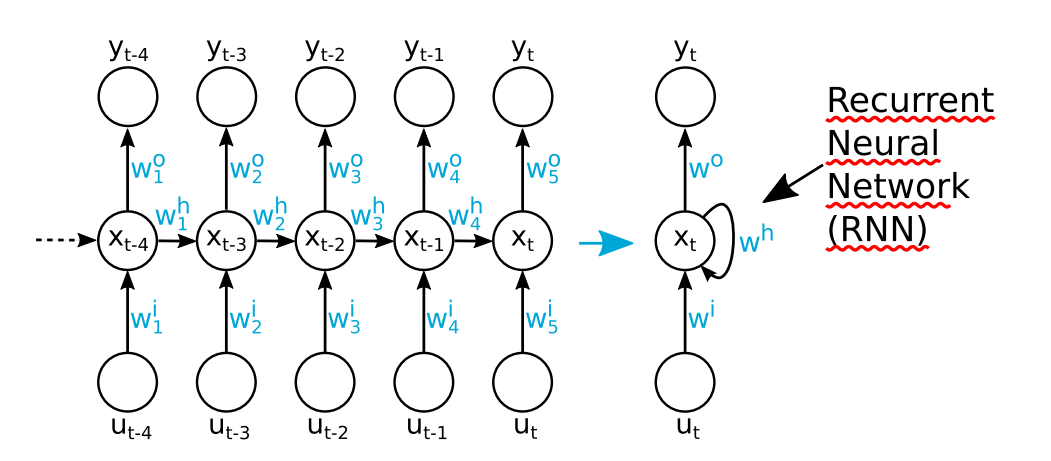 y_{t-4} y_{t-3} y_{t-2} y_{t-1} y_t y_t
Recurrent
Neural
Network
(RNN)
w_1^o w_2^o w_3^o w_4^o w_5^o w^o
w_1^h w_2^h w_3^h w_4^h
x_{t-4} x_{t-3} x_{t-2} x_{t-1} x_t x_t w^h
w_1^i w_2^i w_3^i w_4^i w_5^i w^i
u_{t-4} u_{t-3} u_{t-2} u_{t-1} u_t u_t